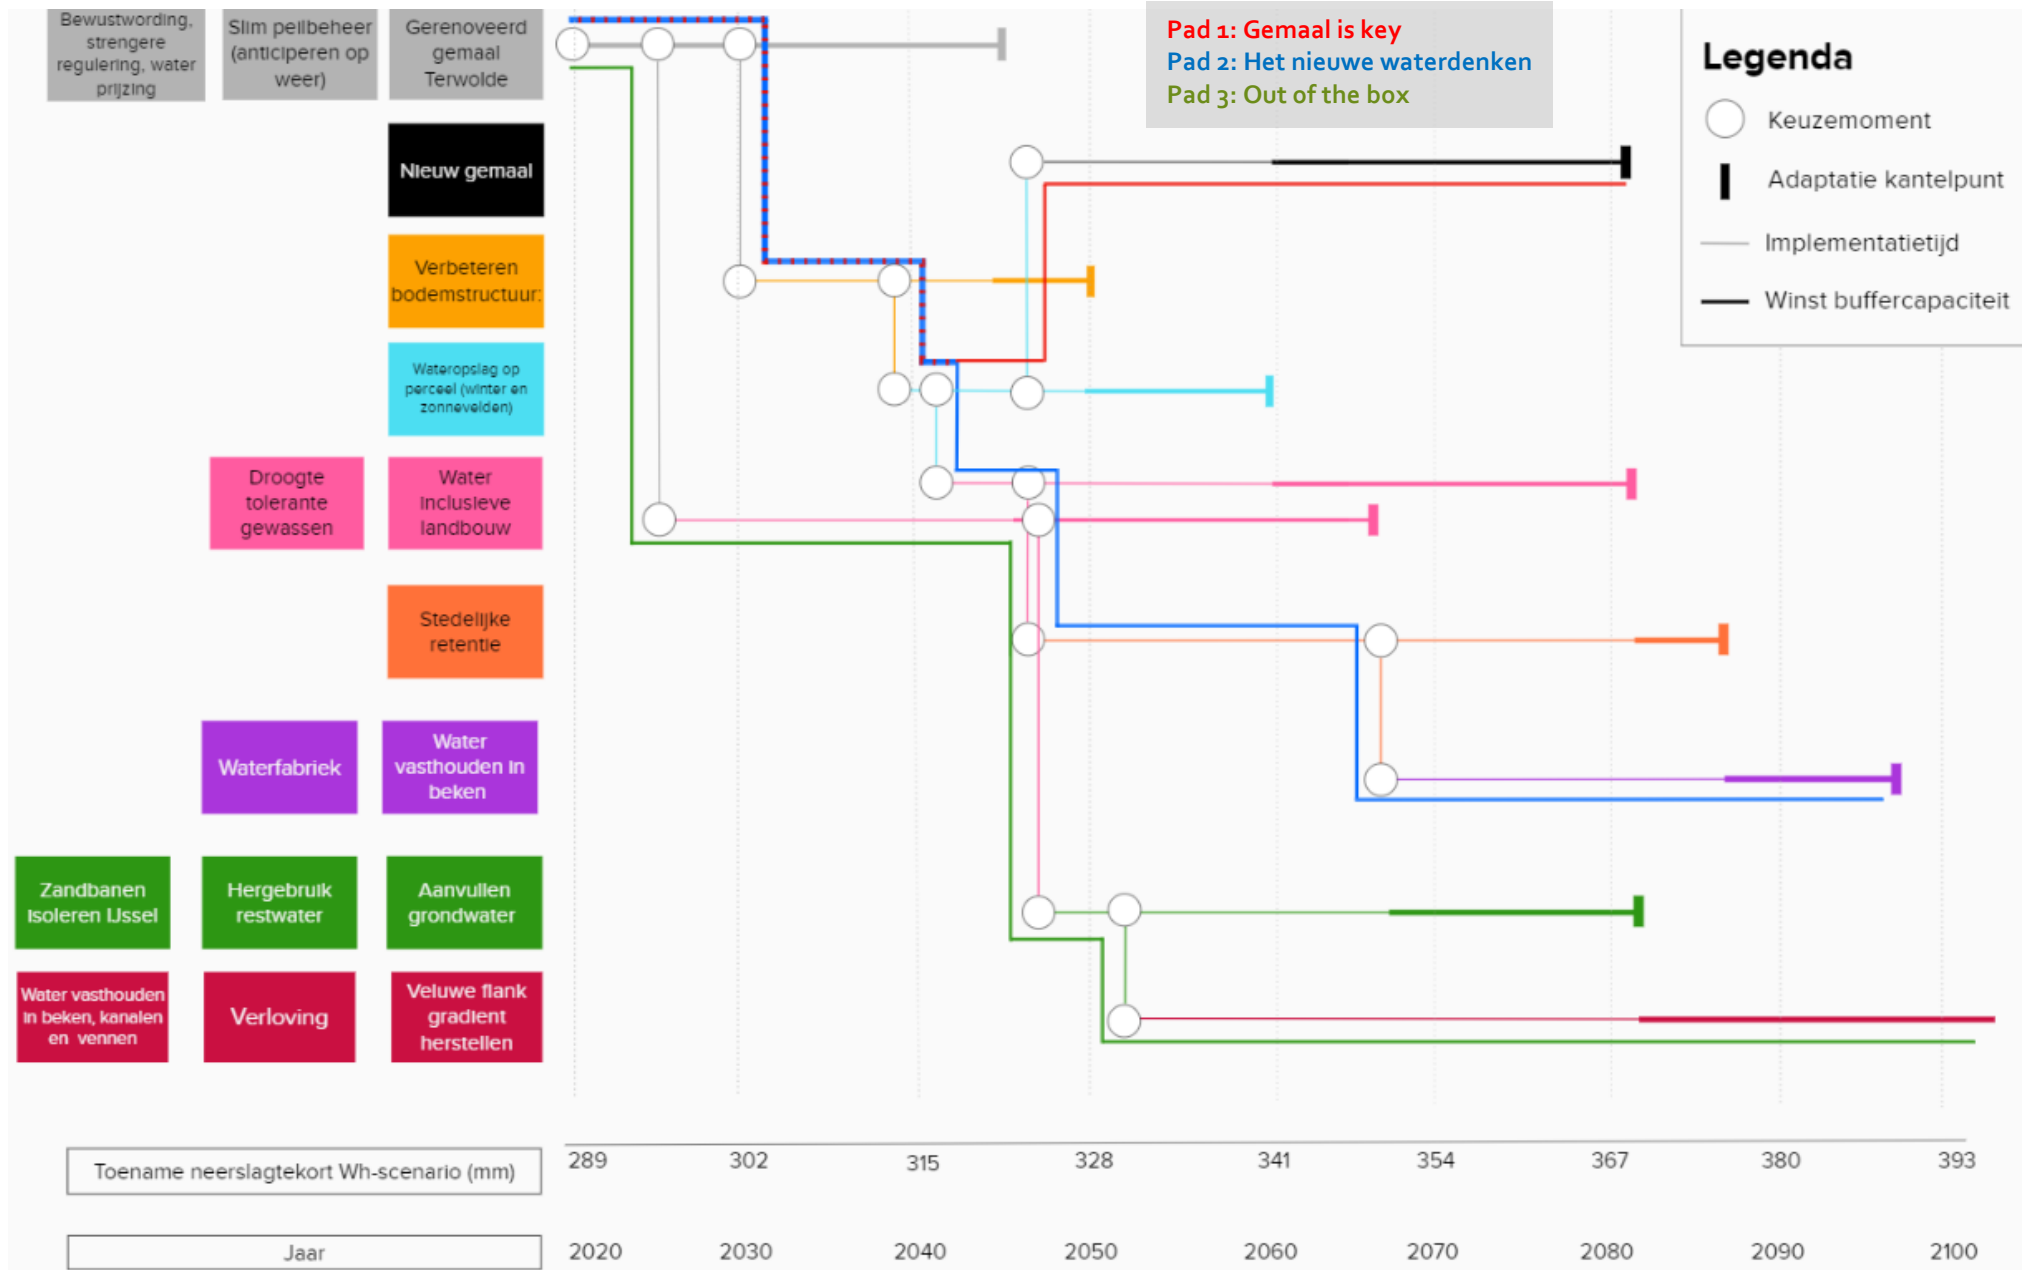 Bewustwording,
strengere
regulering, water
prijzing
Slim peilbeheer
(anticiperen op
weer)
Gerenoveerd
gemaal
Terwolde
Pad 1: Gemaal is key
Pad 2: Het nieuwe waterdenken
Pad 3: Out of the box
Legenda
Keuzemoment
Adaptatie kantelpunt
Implementatietijd
Winst buffercapaciteit
Nieuw gemaal
Verbeteren
bodemstructuur:
Wateropslag op
perceel (winter en
zonnevelden)
Droogte
tolerante
gewassen
Water
inclusieve
landbouw
Stedelijke
retentie
Waterfabriek
Water
vasthouden in
beken
Zandbanen
isoleren IJssel
Hergebruik
restwater
Aanvullen
grondwater
Water vasthouden
in beken, kanalen
en vennen
Verloving
Veluwe flank
gradient
herstellen
Toename neerslagtekort Wh-scenario (mm)
289 302 315 328 341 354 367 380 393
Jaar
2020 2030 2040 2050 2060 2070 2080 2090 2100